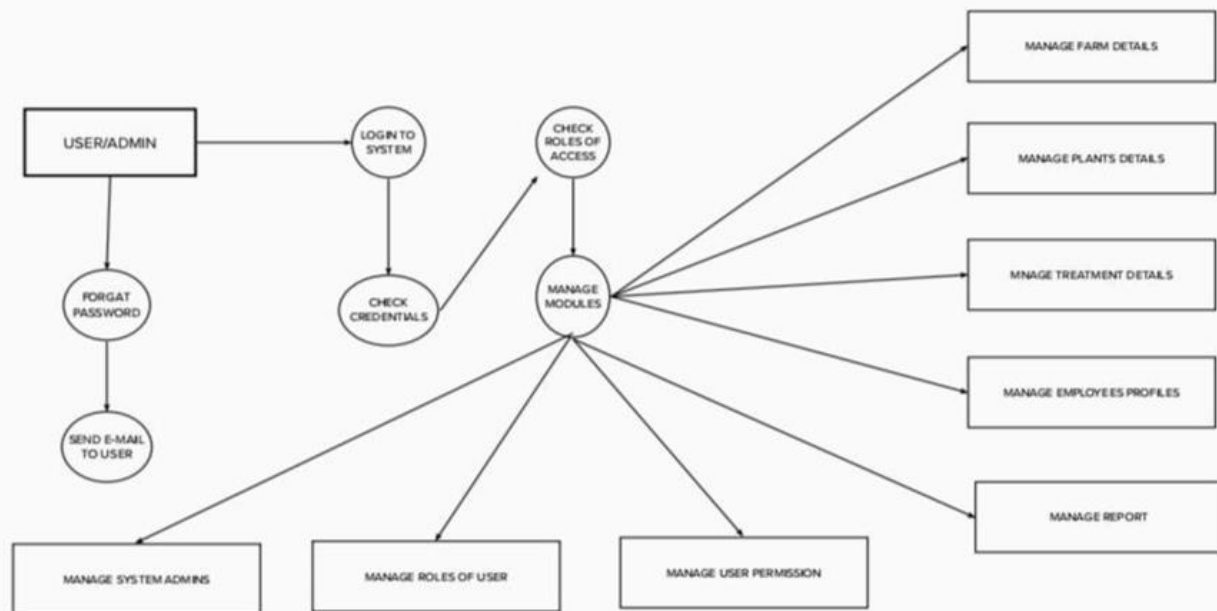 MANAGE FARM DETAILS
USER/ADMIN
LOGIN TO
SYSTEM
CHECK
ROLES OF
ACCESS
MANAGE PLANTS DETAILS
MNAGE TREATMENT DETAILS
FORGAT
PASSWORD
CHECK
CREDENTIALS
MANAGE
MODULES
MANAGE EMPLOYEES PROFILES
SEND E-MAIL
TO USER
MANAGE REPORT
MANAGE SYSTEM ADMINS
MANAGE ROLES OF USER
MANAGE USER PERMISSION